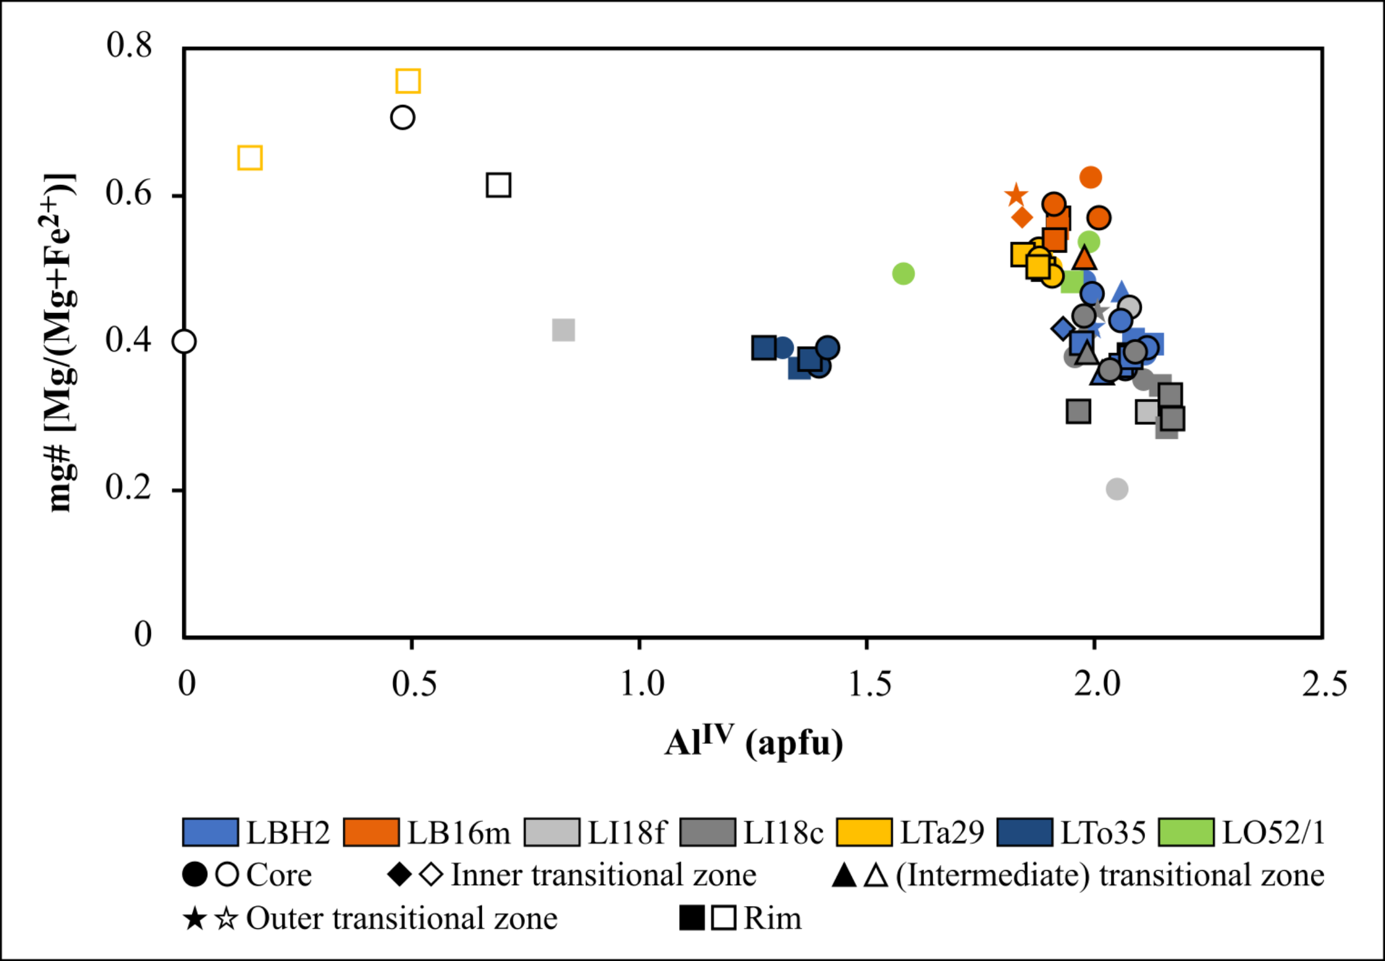 0.8
0.6
0.4
0.2
0
mg# [Mg/(Mg+Fe²⁺)]
0 0.5 1.0 1.5 2.0 2.5
Alᴵⱽ (apfu)
LBH2 LB16m LI18f LI18c LTa29 LTo35 LO52/1
Core Inner transitional zone (Intermediate) transitional zone
Outer transitional zone Rim